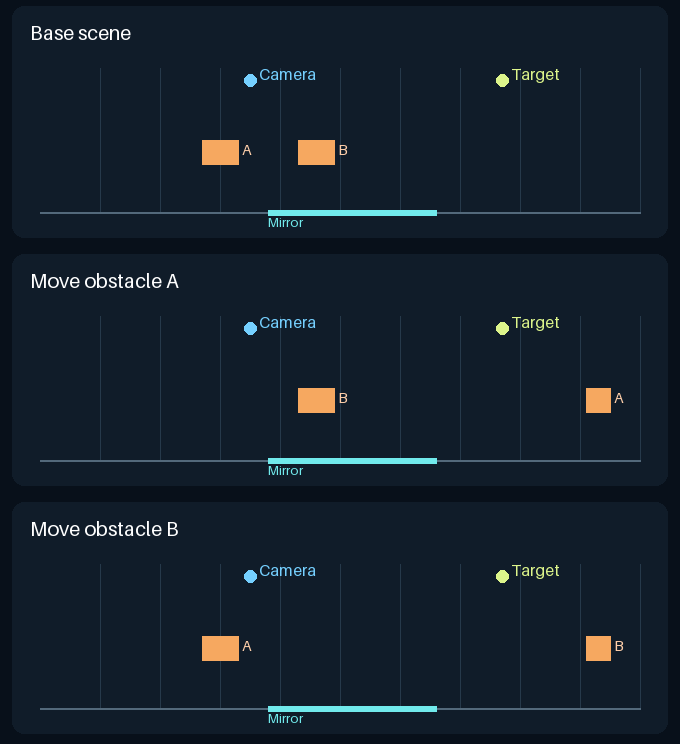 Base scene
Camera
Target
A
B
Mirror
Move obstacle A
Camera
Target
B
A
Mirror
Move obstacle B
Camera
Target
A
B
Mirror